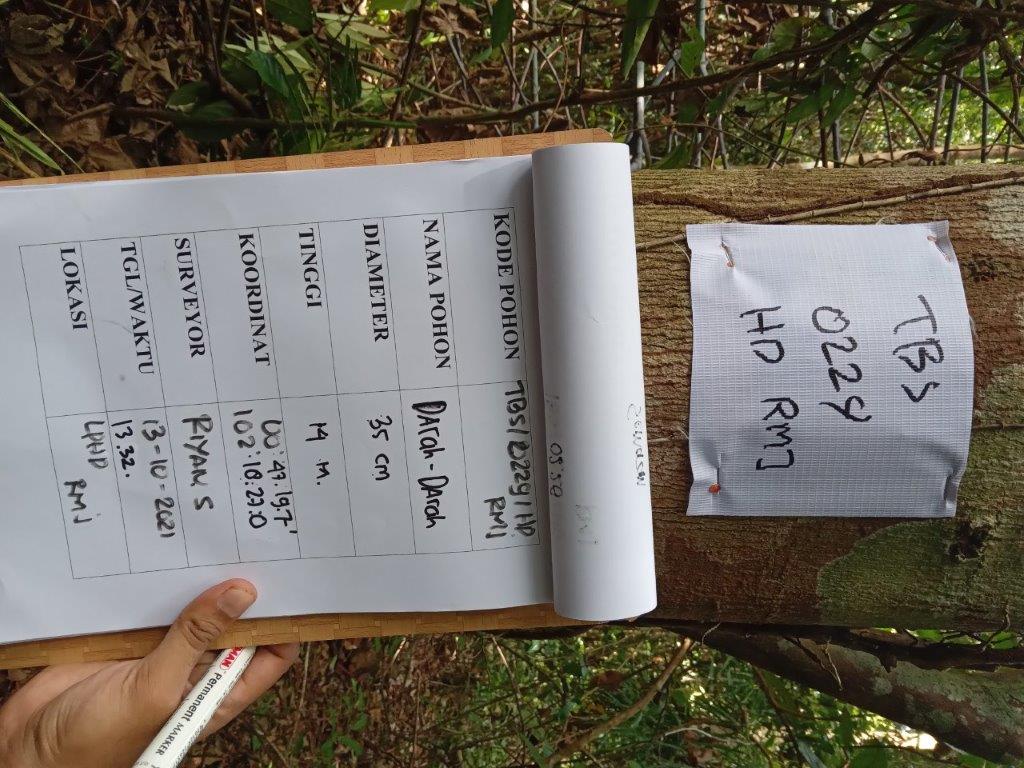 TBS
0229
HD RMJ
KODE POHON TBS/0229/HD
RMJ
NAMA POHON DArah-DArah
DIAMETER 35 cm
TINGGI 14 M.
KOORDINAT 00°:47.19.7'
102°:18:27:0
SURVEYOR RIYAN S
TGL/WAKTU 13-10-2021
13.32.
LOKASI LPHD
RMJ
Permanent MARKER